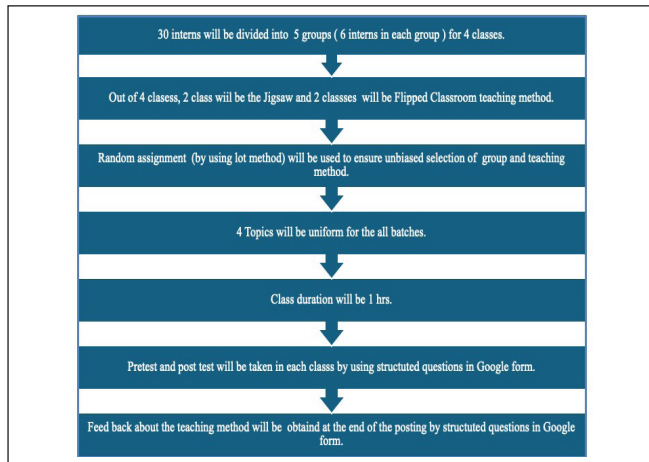 30 interns will be divided into 5 groups ( 6 interns in each group ) for 4 classes.
Out of 4 clasess, 2 class wiil be the Jigsaw and 2 classses will be Flipped Classroom teaching method.
Random assignment (by using lot method) will be used to ensure unbiased selection of group and teaching
method.
4 Topics will be uniform for the all batches.
Class duration will be 1 hrs.
Pretest and post test will be taken in each classs by using structuted questions in Google form.
Feed back about the teaching method will be obtaind at the end of the posting by structuted questions in Google
form.